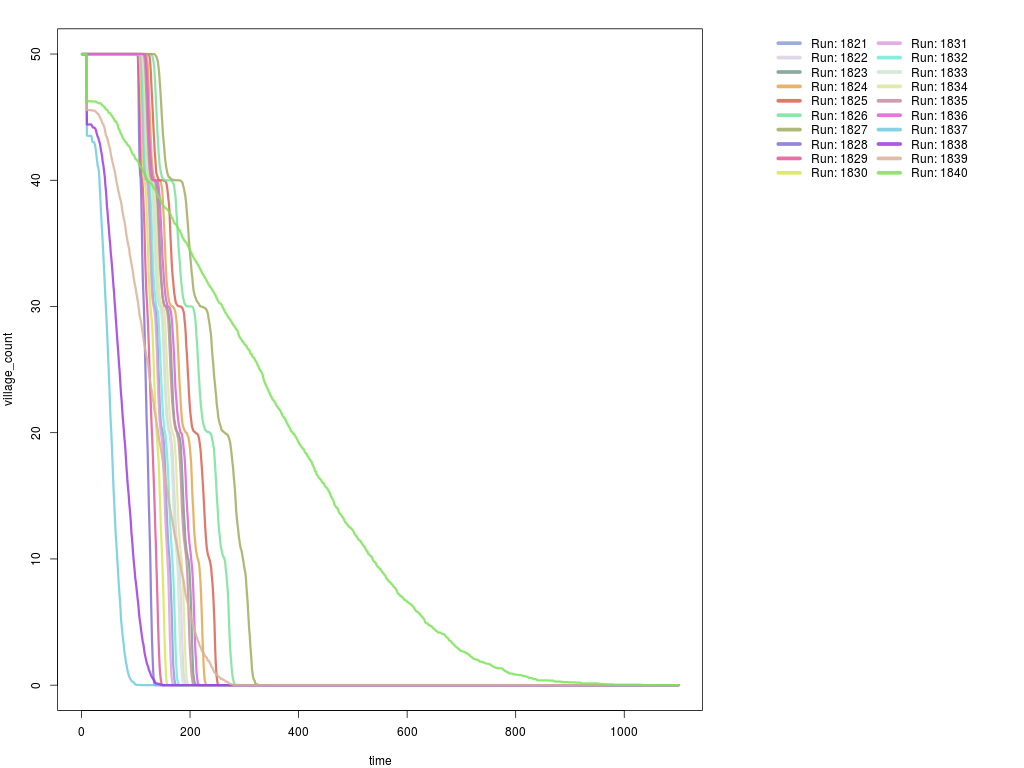 50
40
30
20
10
0
village_count
0 200 400 600 800 1000
time
Run: 1821 Run: 1831
Run: 1822 Run: 1832
Run: 1823 Run: 1833
Run: 1824 Run: 1834
Run: 1825 Run: 1835
Run: 1826 Run: 1836
Run: 1827 Run: 1837
Run: 1828 Run: 1838
Run: 1829 Run: 1839
Run: 1830 Run: 1840